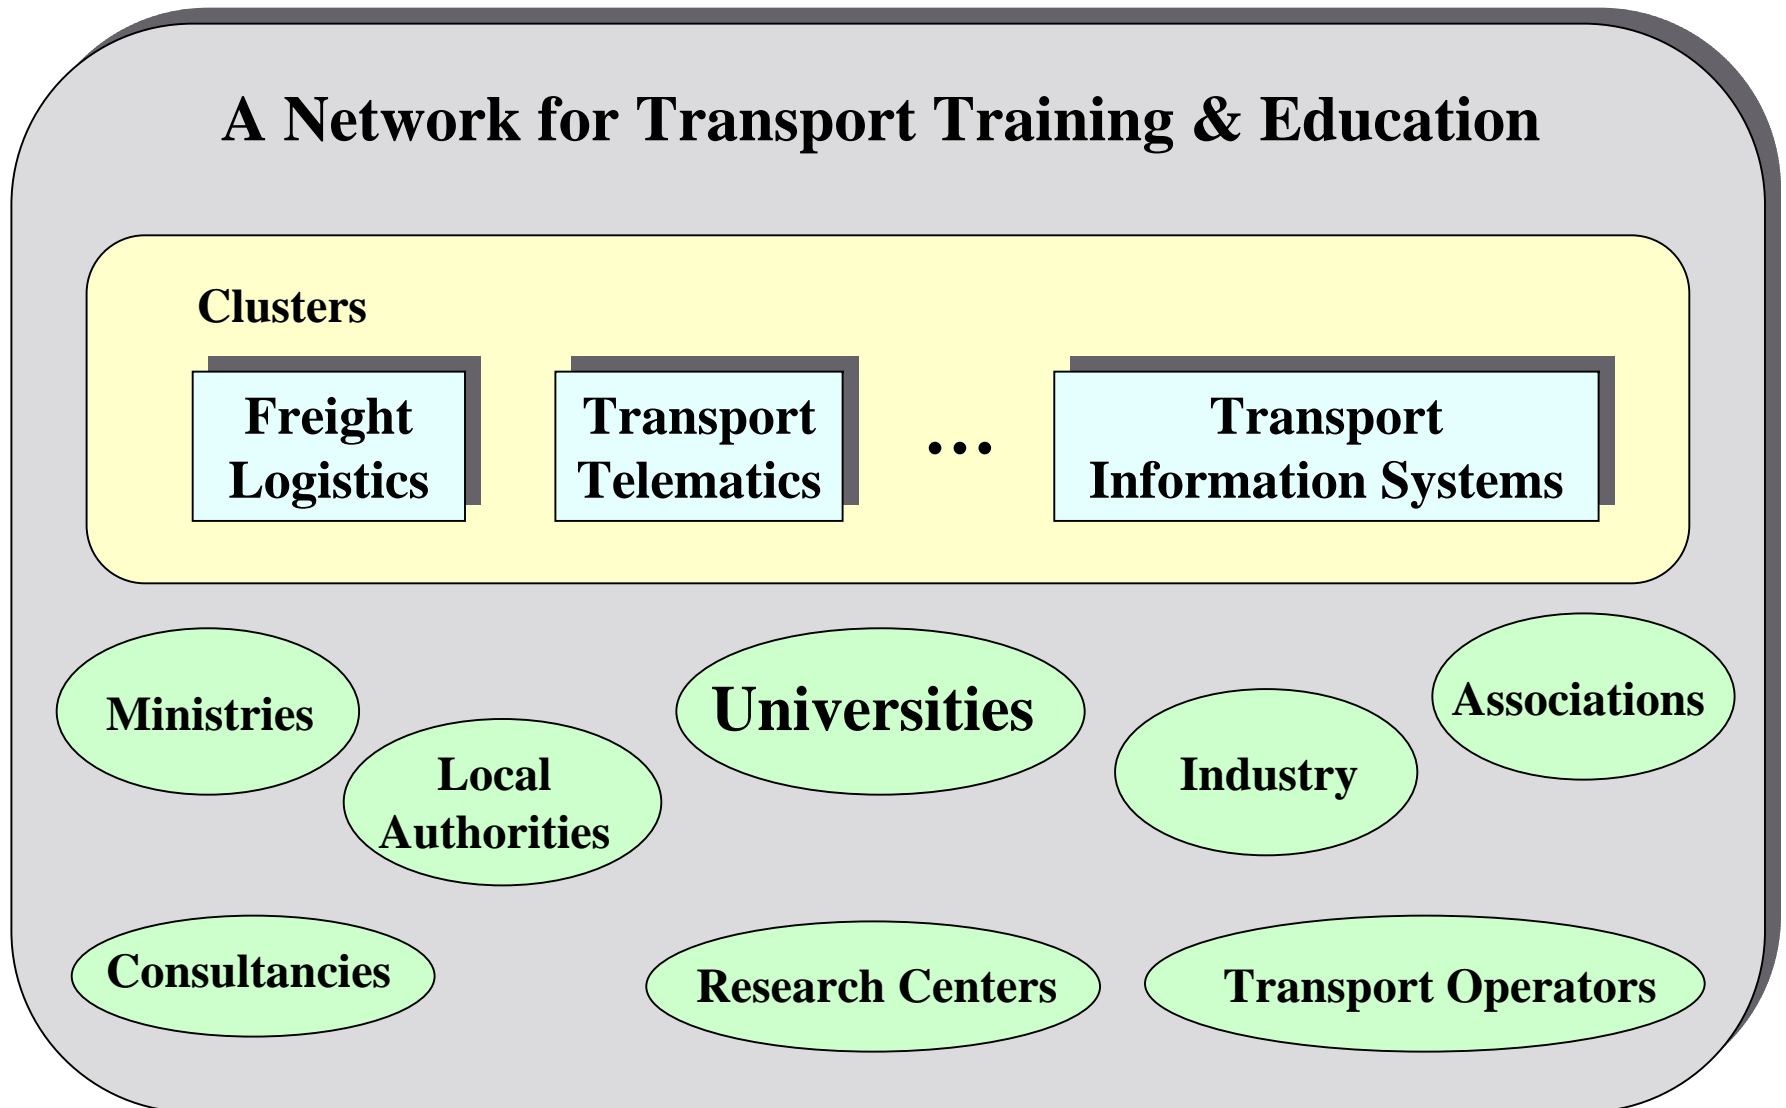 A Network for Transport Training & Education
Clusters
Freight
Logistics
Transport
Telematics
...
Transport
Information Systems
Ministries
Local
Authorities
Universities
Industry
Associations
Consultancies
Research Centers
Transport Operators